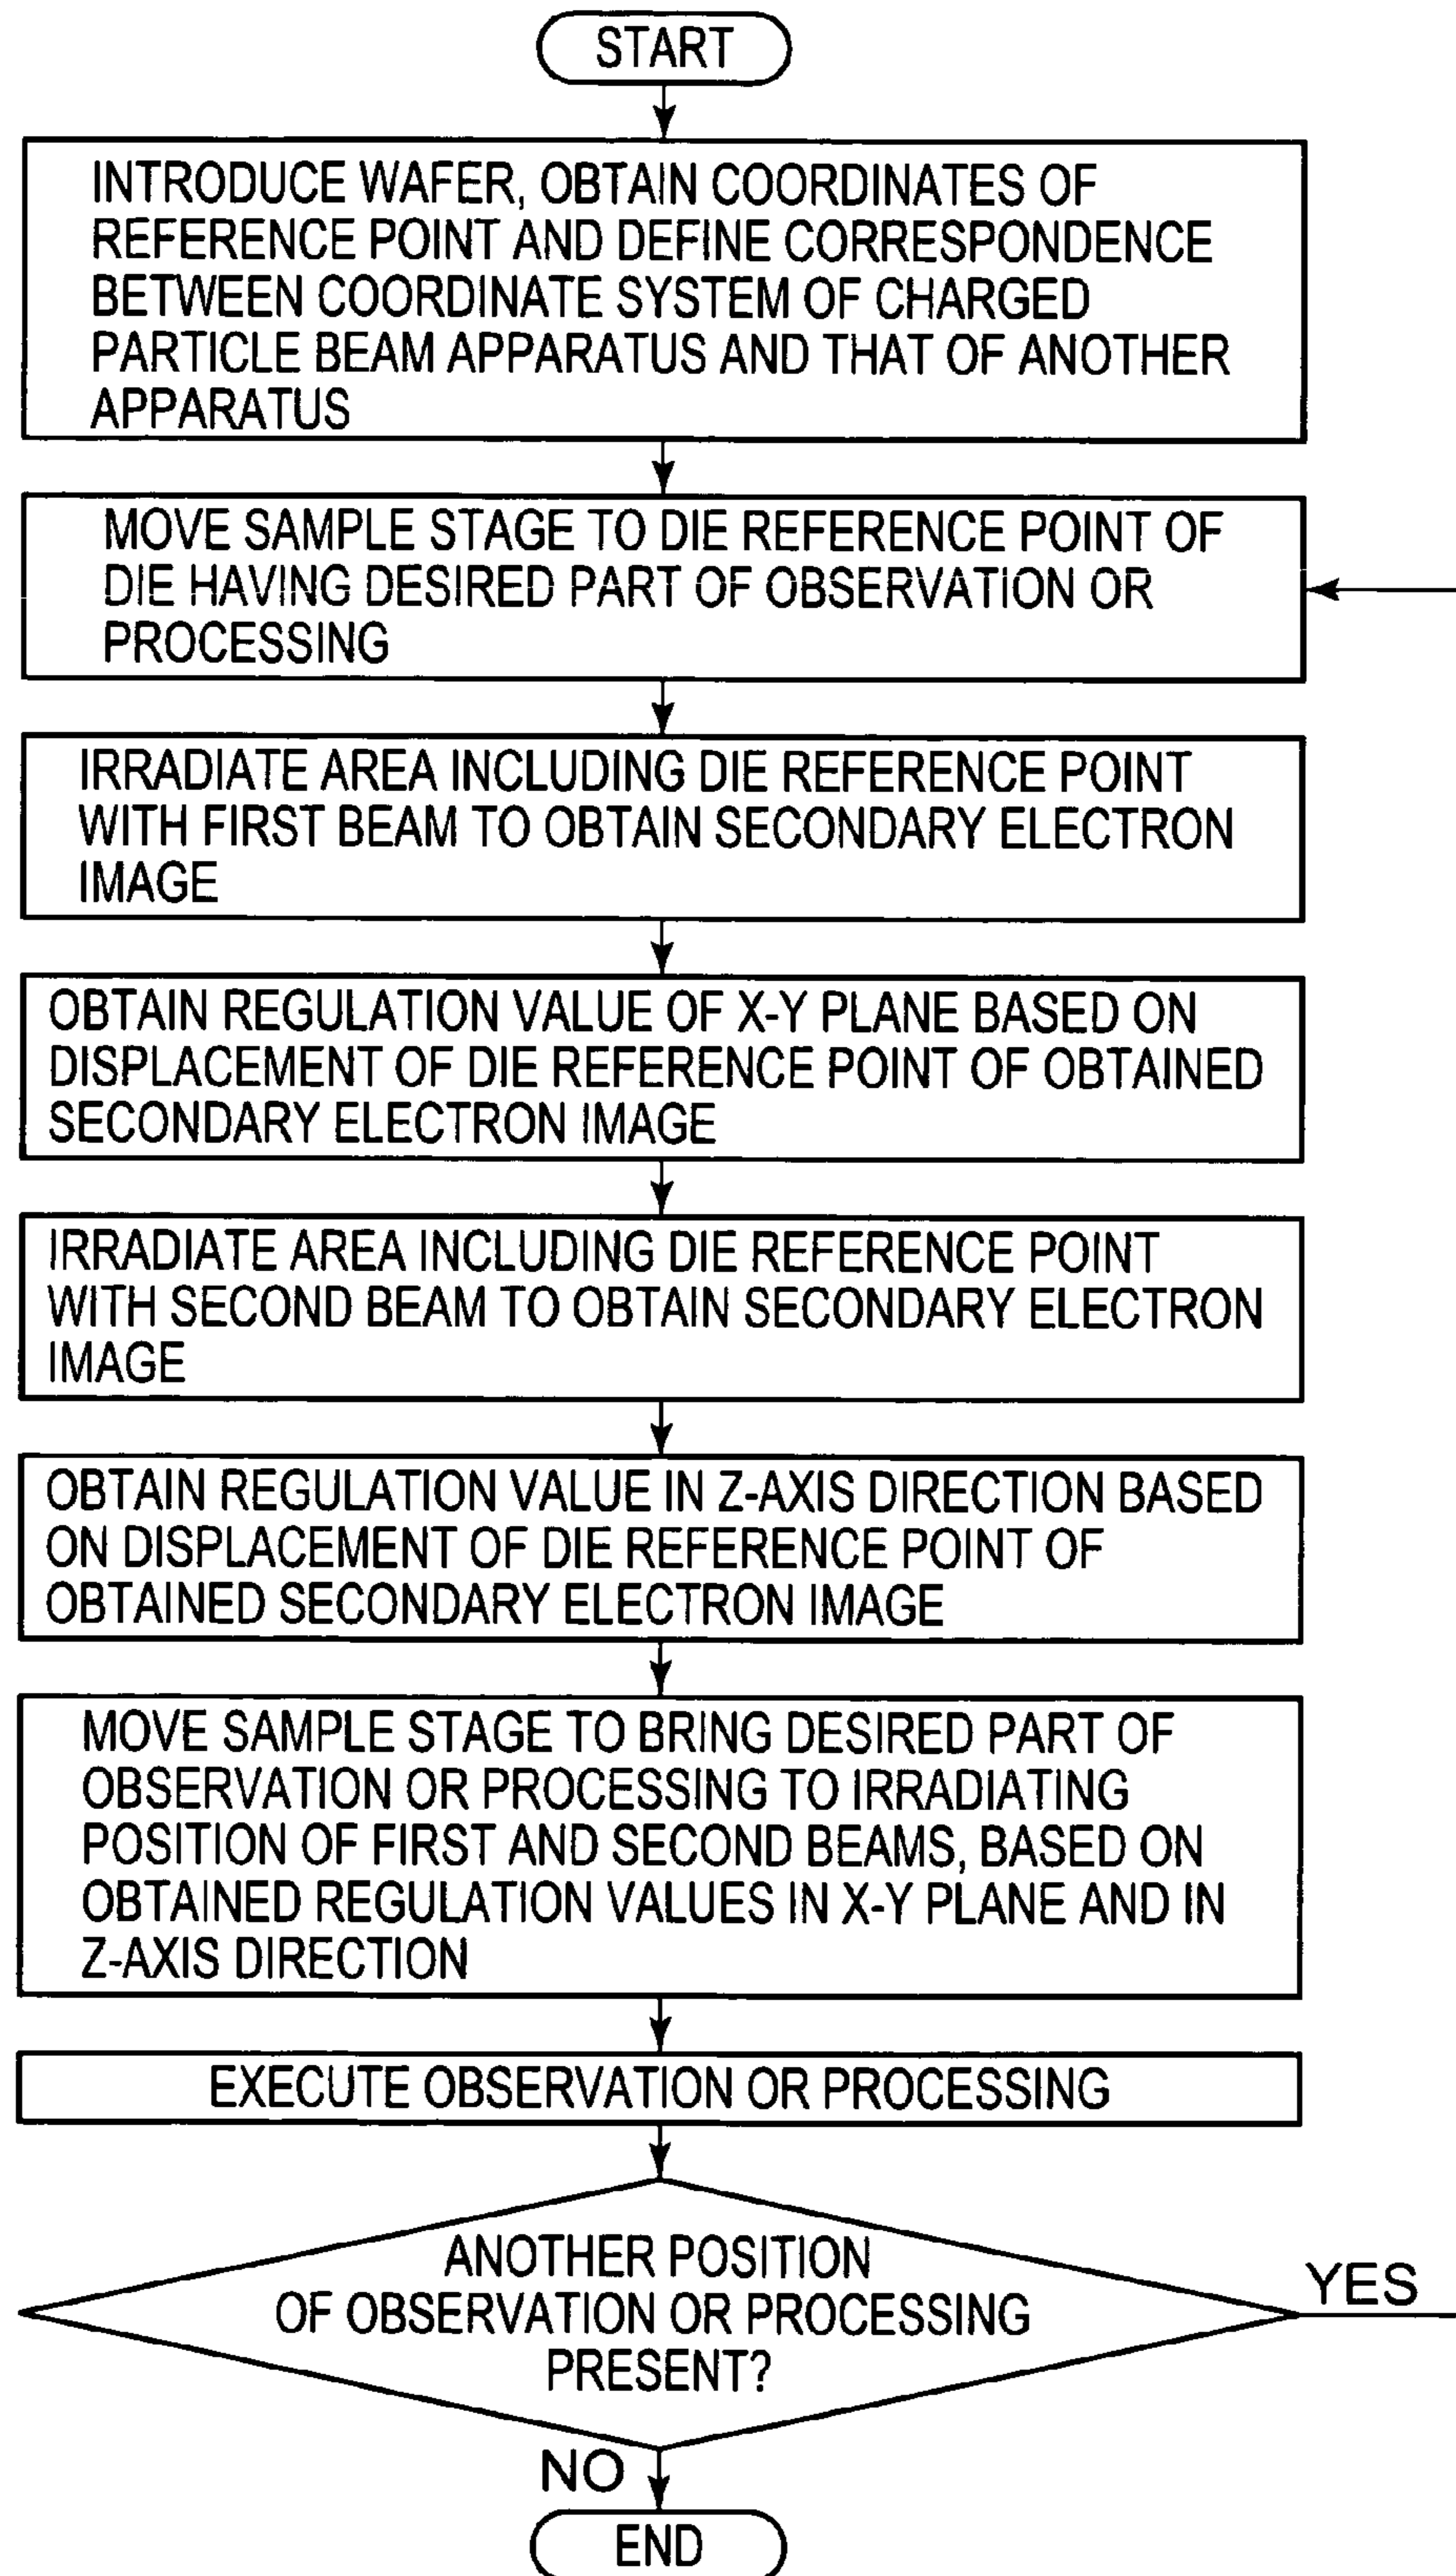 START
INTRODUCE WAFER, OBTAIN COORDINATES OF
REFERENCE POINT AND DEFINE CORRESPONDENCE
BETWEEN COORDINATE SYSTEM OF CHARGED
PARTICLE BEAM APPARATUS AND THAT OF ANOTHER
APPARATUS
MOVE SAMPLE STAGE TO DIE REFERENCE POINT OF
DIE HAVING DESIRED PART OF OBSERVATION OR
PROCESSING
IRRADIATE AREA INCLUDING DIE REFERENCE POINT
WITH FIRST BEAM TO OBTAIN SECONDARY ELECTRON
IMAGE
OBTAIN REGULATION VALUE OF X-Y PLANE BASED ON
DISPLACEMENT OF DIE REFERENCE POINT OF OBTAINED
SECONDARY ELECTRON IMAGE
IRRADIATE AREA INCLUDING DIE REFERENCE POINT
WITH SECOND BEAM TO OBTAIN SECONDARY ELECTRON
IMAGE
OBTAIN REGULATION VALUE IN Z-AXIS DIRECTION BASED
ON DISPLACEMENT OF DIE REFERENCE POINT OF
OBTAINED SECONDARY ELECTRON IMAGE
MOVE SAMPLE STAGE TO BRING DESIRED PART OF
OBSERVATION OR PROCESSING TO IRRADIATING
POSITION OF FIRST AND SECOND BEAMS, BASED ON
OBTAINED REGULATION VALUES IN X-Y PLANE AND IN
Z-AXIS DIRECTION
EXECUTE OBSERVATION OR PROCESSING
ANOTHER POSITION
OF OBSERVATION OR PROCESSING
PRESENT?
YES
NO
END